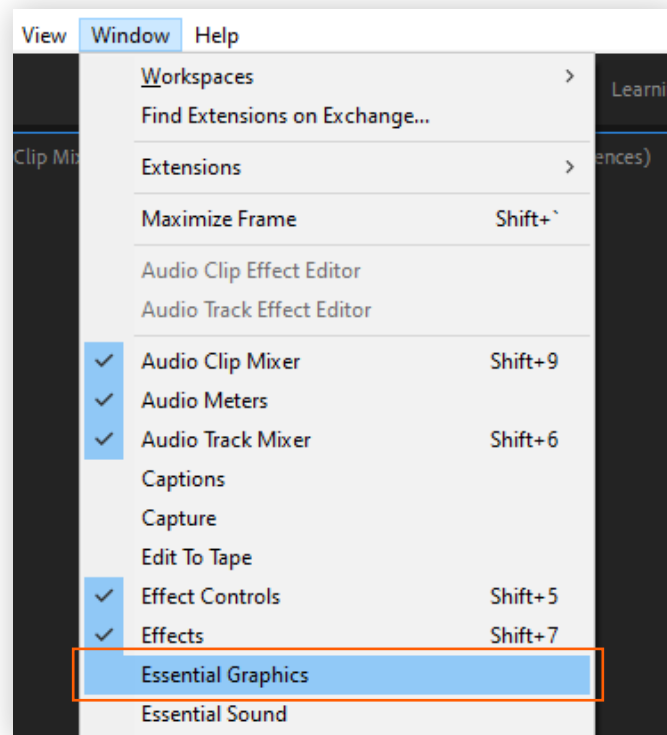 View Window Help
Workspaces >
Learni
Find Extensions on Exchange...
Clip Mix
ences)
Extensions >
Maximize Frame Shift+`
Audio Clip Effect Editor
Audio Track Effect Editor
Audio Clip Mixer Shift+9
Audio Meters
Audio Track Mixer Shift+6
Captions
Capture
Edit To Tape
Effect Controls Shift+5
Effects Shift+7
Essential Graphics
Essential Sound